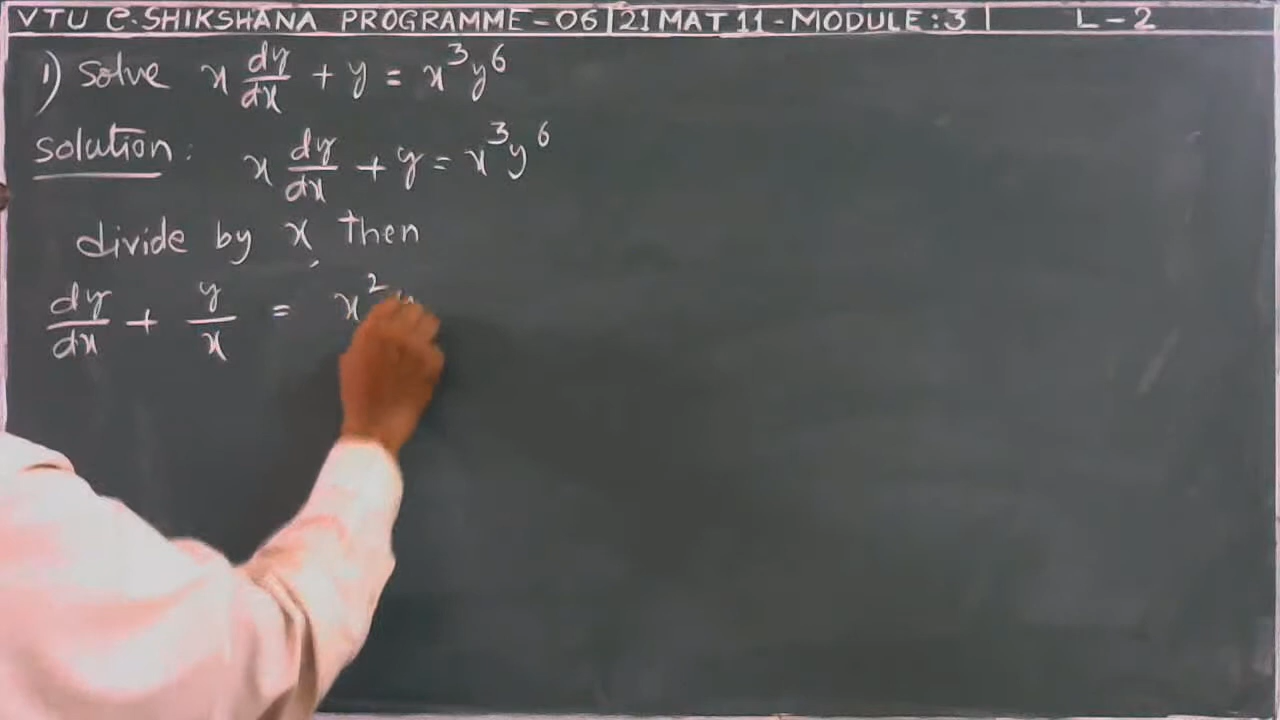 VTU e-SHIKSHANA PROGRAMME-06 | 21MAT11-MODULE:3 | L-2
1) Solve x dy/dx + y = x³y⁶
Solution: x dy/dx + y = x³y⁶
divide by x then
dy/dx + y/x = x²